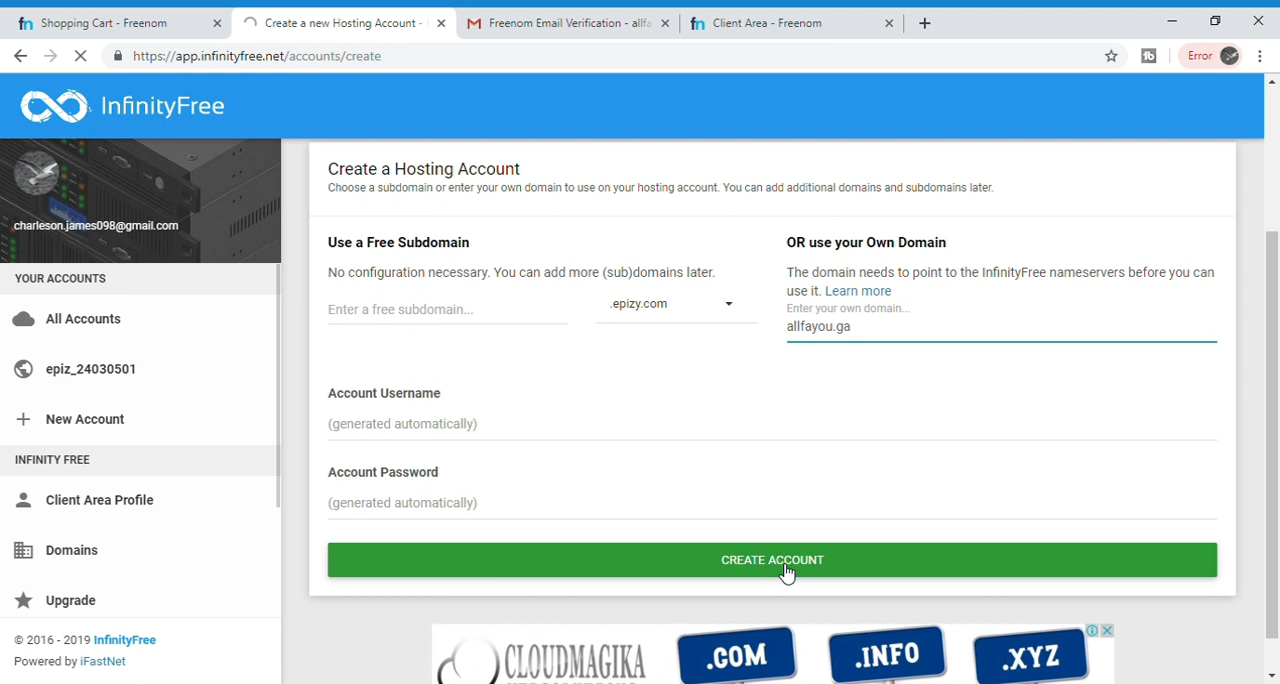 Shopping Cart - Freenom
Create a new Hosting Account -
Freenom Email Verification - allfa
Client Area - Freenom
https://app.infinityfree.net/accounts/create
Error
InfinityFree
charleson.james098@gmail.com
YOUR ACCOUNTS
All Accounts
epiz_24030501
New Account
INFINITY FREE
Client Area Profile
Domains
Upgrade
© 2016 - 2019 InfinityFree
Powered by iFastNet
Create a Hosting Account
Choose a subdomain or enter your own domain to use on your hosting account. You can add additional domains and subdomains later.
Use a Free Subdomain
No configuration necessary. You can add more (sub)domains later.
Enter a free subdomain...
.epizy.com
OR use your Own Domain
The domain needs to point to the InfinityFree nameservers before you can
use it. Learn more
Enter your own domain...
allfayou.ga
Account Username
(generated automatically)
Account Password
(generated automatically)
CREATE ACCOUNT
CLOUDMAGIKA
.COM
.INFO
.XYZ